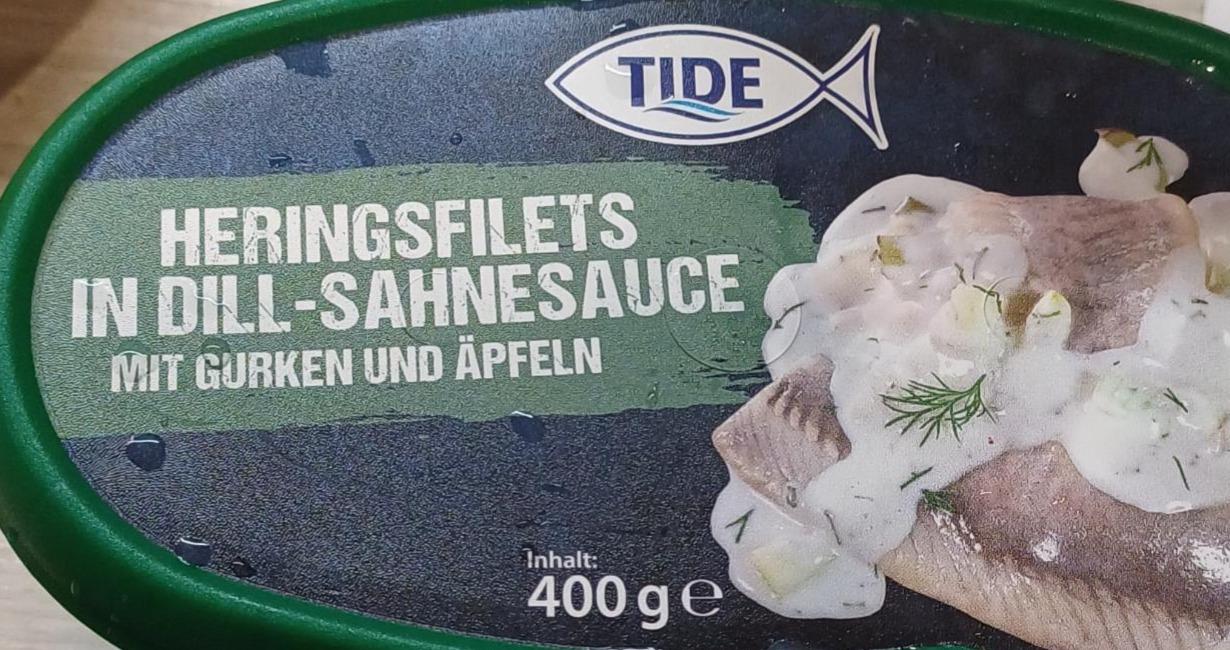 TIDE
HERINGSFILETS
IN DILL-SAHNESAUCE
MIT GURKEN UND ÄPFELN
Inhalt:
400 g ℮